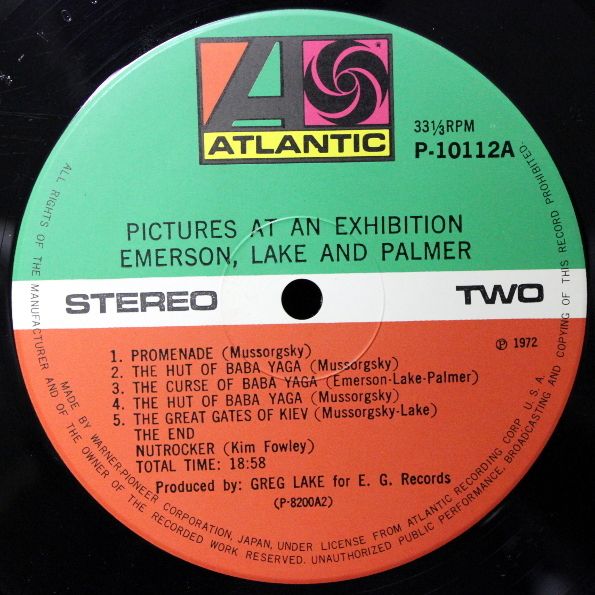 ATLANTIC
33⅓RPM
P-10112A
PICTURES AT AN EXHIBITION
EMERSON, LAKE AND PALMER
STEREO
TWO
℗ 1972
1. PROMENADE (Mussorgsky)
2. THE HUT OF BABA YAGA (Mussorgsky)
3. THE CURSE OF BABA YAGA (Emerson-Lake-Palmer)
4. THE HUT OF BABA YAGA (Mussorgsky)
5. THE GREAT GATES OF KIEV (Mussorgsky-Lake)
THE END
NUTROCKER (Kim Fowley)
TOTAL TIME: 18:58
Produced by: GREG LAKE for E. G. Records
(P-8200A2)
MADE BY WARNER-PIONEER CORPORATION, JAPAN, UNDER LICENSE FROM ATLANTIC RECORDING CORP. U. S. A.
ALL RIGHTS OF THE MANUFACTURER AND OF THE OWNER OF THE RECORDED WORK RESERVED. UNAUTHORIZED PUBLIC PERFORMANCE, BROADCASTING AND COPYING OF THIS RECORD PROHIBITED.